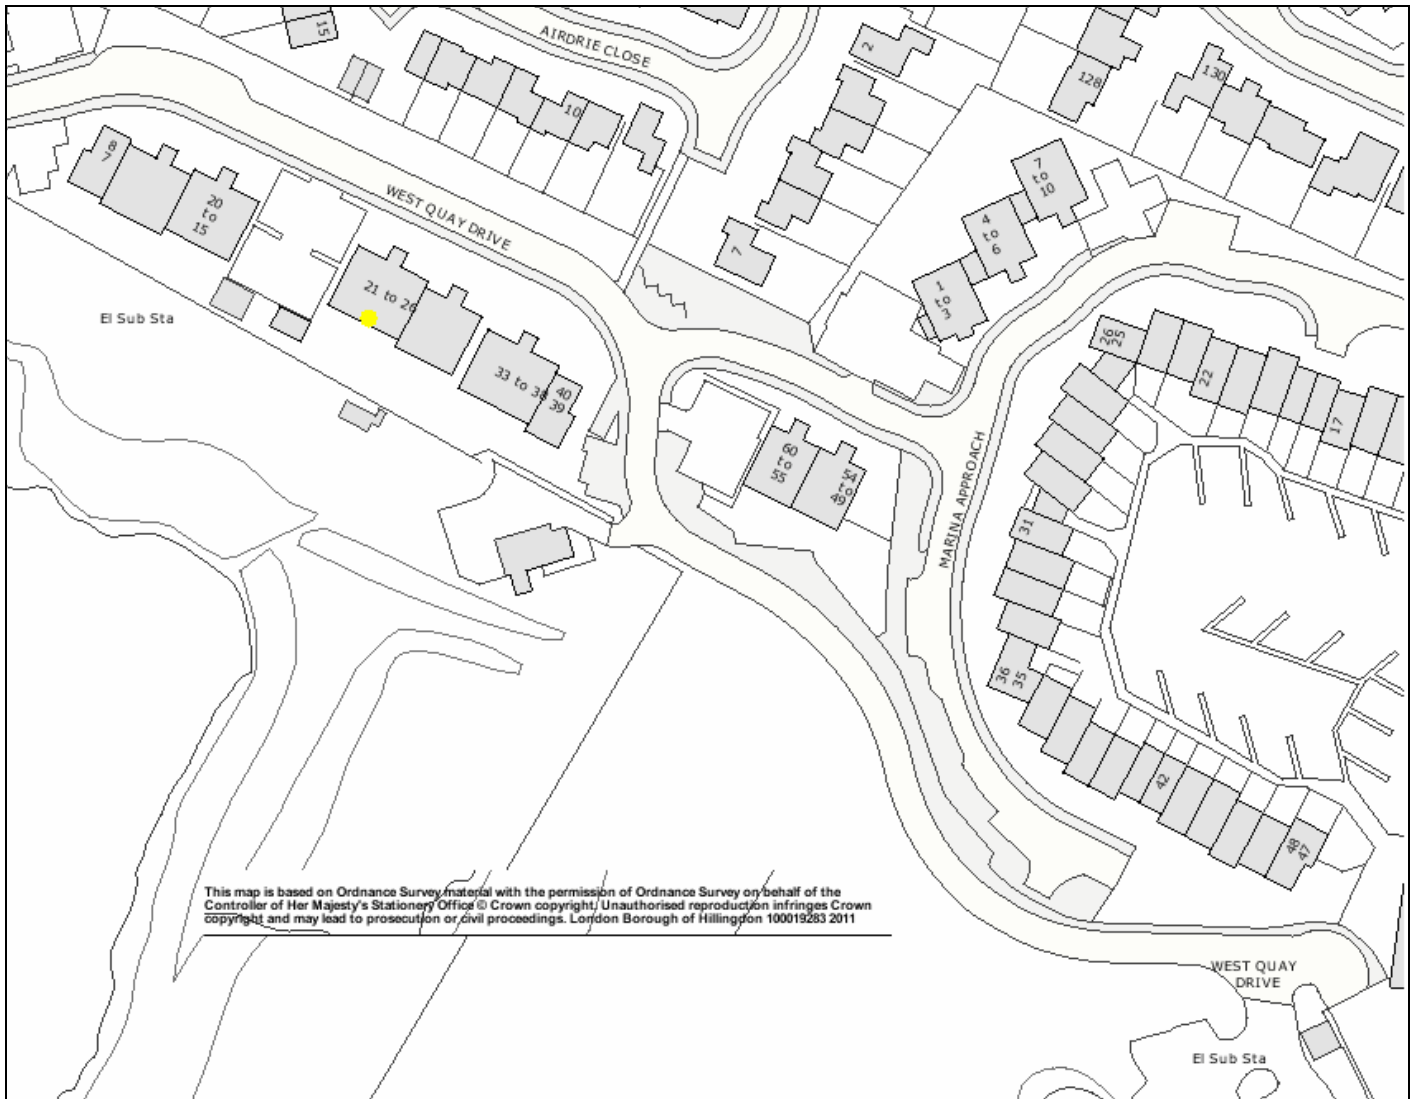 15
AIRDRIE CLOSE
2
128
130
10
8
7
20
to
15
WEST QUAY DRIVE
7
7
to
10
4
to
6
1
to
3
21 to 26
El Sub Sta
26
25
22
17
33 to 38
40
39
60
to
55
54
to
49
MARINA APPROACH
31
36
35
42
48
47
This map is based on Ordnance Survey material with the permission of Ordnance Survey on behalf of the
Controller of Her Majesty's Stationery Office © Crown copyright. Unauthorised reproduction infringes Crown
copyright and may lead to prosecution or civil proceedings. London Borough of Hillingdon 100019283 2011
WEST QUAY
DRIVE
El Sub Sta